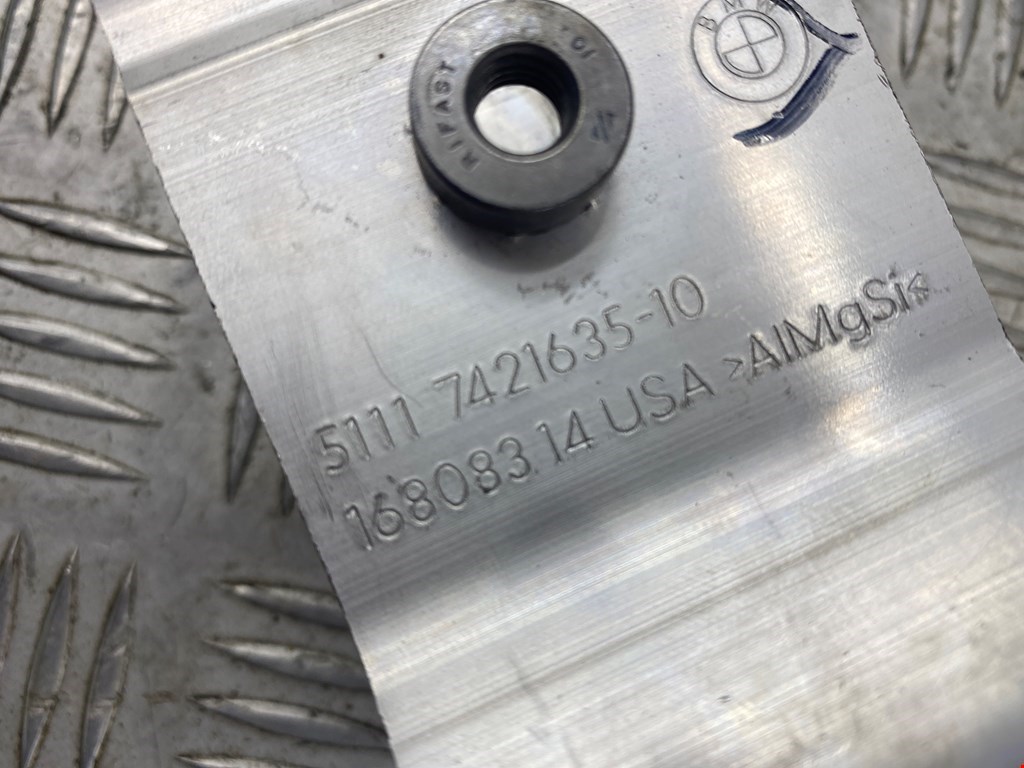 RIFAST
BMW
5111 7421635-10
168083.14 USA >AlMgSi<